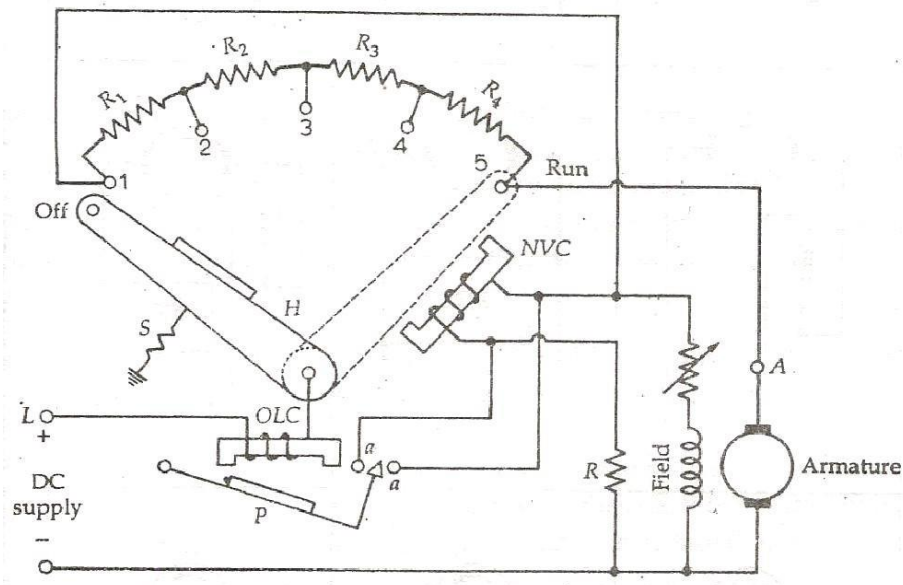 R1
R2
R3
R4
1
2
3
4
5
Run
Off
NVC
H
S
A
L
+
OLC
a
a
DC
supply
P
R
Field
Armature
−